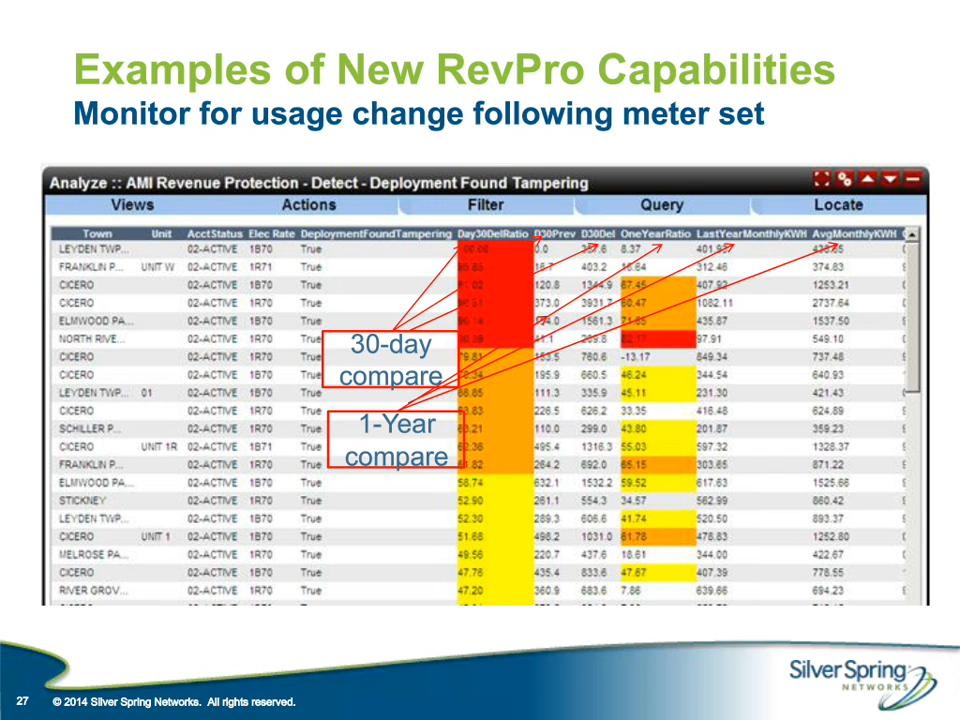 Examples of New RevPro Capabilities
Monitor for usage change following meter set
Analyze :: AMI Revenue Protection - Detect - Deployment Found Tampering
Views Actions Filter Query Locate
Town Unit AcctStatus Elec Rate DeploymentFoundTampering Day30DelRatio D30Prev D30Del OneYearRatio LastYearMonthlyKWH AvgMonthlyKWH
LEYDEN TWP... 02-ACTIVE 1B70 True 0.0 8.37
FRANKLIN P... UNIT W 02-ACTIVE 1R71 True 403.2 312.46 374.83
CICERO 02-ACTIVE 1B70 True 120.8 67.45 407.92 1253.21
CICERO 02-ACTIVE 1R70 True 373.0 3931.7 60.47 1082.11 2737.64
ELMWOOD PA... 02-ACTIVE 1B70 True 1561.3 71.65 435.87 1537.50
NORTH RIVE... 02-ACTIVE 1R70 True 97.91 549.10
CICERO 02-ACTIVE 1R70 True 79.81 760.6 -13.17 849.34 737.48
30-day
compare
CICERO 02-ACTIVE 1B70 True 195.9 660.5 46.24 344.54 640.93
LEYDEN TWP... 01 02-ACTIVE 1B70 True 66.85 111.3 335.9 45.11 231.30 421.43
CICERO 02-ACTIVE 1R70 True 226.5 626.2 33.35 416.48 624.89
SCHILLER P... 02-ACTIVE 1R70 True 110.0 299.0 43.80 201.87 359.23
CICERO UNIT 1R 02-ACTIVE 1B71 True 495.4 1316.3 55.03 597.32 1328.37
FRANKLIN P... 02-ACTIVE 1R70 True 264.2 692.0 65.15 303.65 871.22
1-Year
compare
ELMWOOD PA... 02-ACTIVE 1B70 True 58.74 632.1 1532.2 59.52 617.63 1525.66
STICKNEY 02-ACTIVE 1R70 True 52.90 261.1 554.3 34.57 562.99 860.42
LEYDEN TWP... 02-ACTIVE 1B70 True 52.30 289.3 606.6 41.74 520.50 893.37
CICERO UNIT 1 02-ACTIVE 1B70 True 51.68 498.2 1031.0 61.78 478.83 1252.80
MELROSE PA... 02-ACTIVE 1R70 True 49.56 220.7 437.6 18.61 344.00 422.67
CICERO 02-ACTIVE 1B70 True 47.76 435.4 833.6 47.67 407.39 778.55
RIVER GROV... 02-ACTIVE 1R70 True 47.20 360.9 683.6 7.86 639.66 694.23
27 © 2014 Silver Spring Networks. All rights reserved.
Silver Spring
NETWORKS